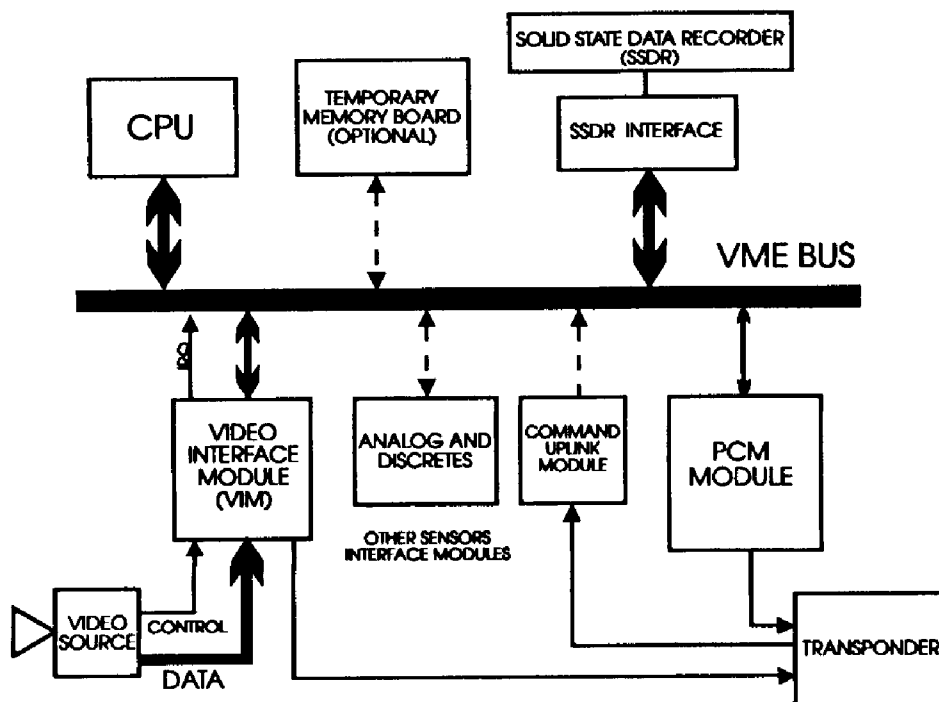 SOLID STATE DATA RECORDER
(SSDR)
CPU
TEMPORARY
MEMORY BOARD
(OPTIONAL)
SSDR INTERFACE
VME BUS
VIDEO
INTERFACE
MODULE
(VIM)
ANALOG AND
DISCRETES
COMMAND
UPLINK
MODULE
PCM
MODULE
OTHER SENSORS
INTERFACE MODULES
VIDEO
SOURCE
CONTROL
DATA
TRANSPONDER